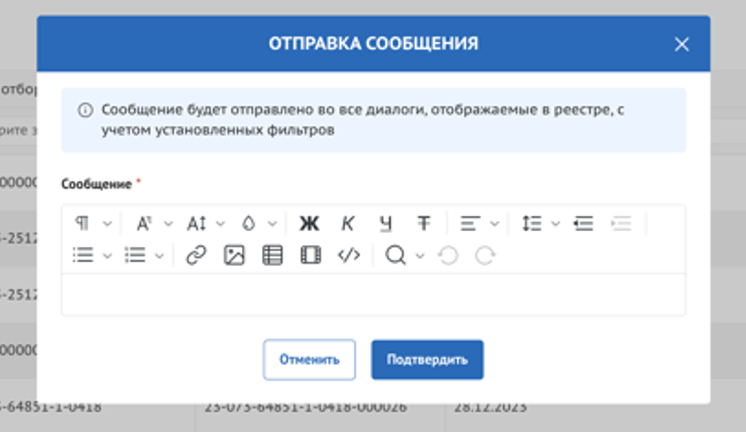 ОТПРАВКА СООБЩЕНИЯ
Сообщение будет отправлено во все диалоги, отображаемые в реестре, с
учетом установленных фильтров
Сообщение *
Ж К Ч Т
Отменить Подтвердить
отбор
рите з
00000
-2512
-2512
00000
-64851-1-0418 23-073-64851-1-0418-000026 28.12.2023